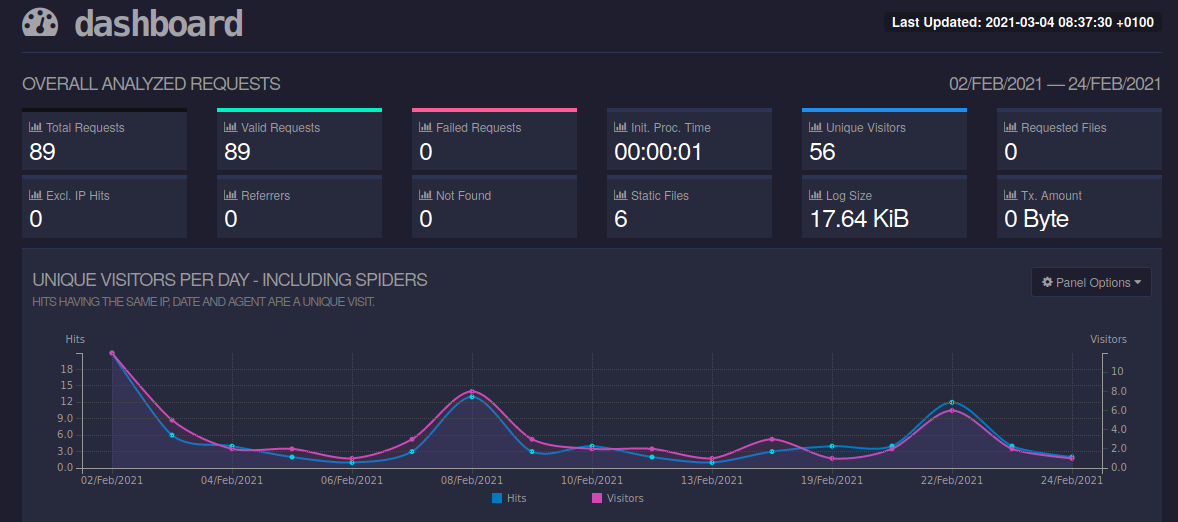 dashboard
Last Updated: 2021-03-04 08:37:30 +0100
OVERALL ANALYZED REQUESTS
02/FEB/2021 — 24/FEB/2021
Total Requests
89
Valid Requests
89
Failed Requests
0
Init. Proc. Time
00:00:01
Unique Visitors
56
Requested Files
0
Excl. IP Hits
0
Referrers
0
Not Found
0
Static Files
6
Log Size
17.64 KiB
Tx. Amount
0 Byte
UNIQUE VISITORS PER DAY - INCLUDING SPIDERS
HITS HAVING THE SAME IP, DATE AND AGENT ARE A UNIQUE VISIT.
Panel Options
Hits
Visitors
18
15
12
9.0
6.0
3.0
0.0
10
8.0
6.0
4.0
2.0
0.0
02/Feb/2021
04/Feb/2021
06/Feb/2021
08/Feb/2021
10/Feb/2021
13/Feb/2021
19/Feb/2021
22/Feb/2021
24/Feb/2021
Hits
Visitors